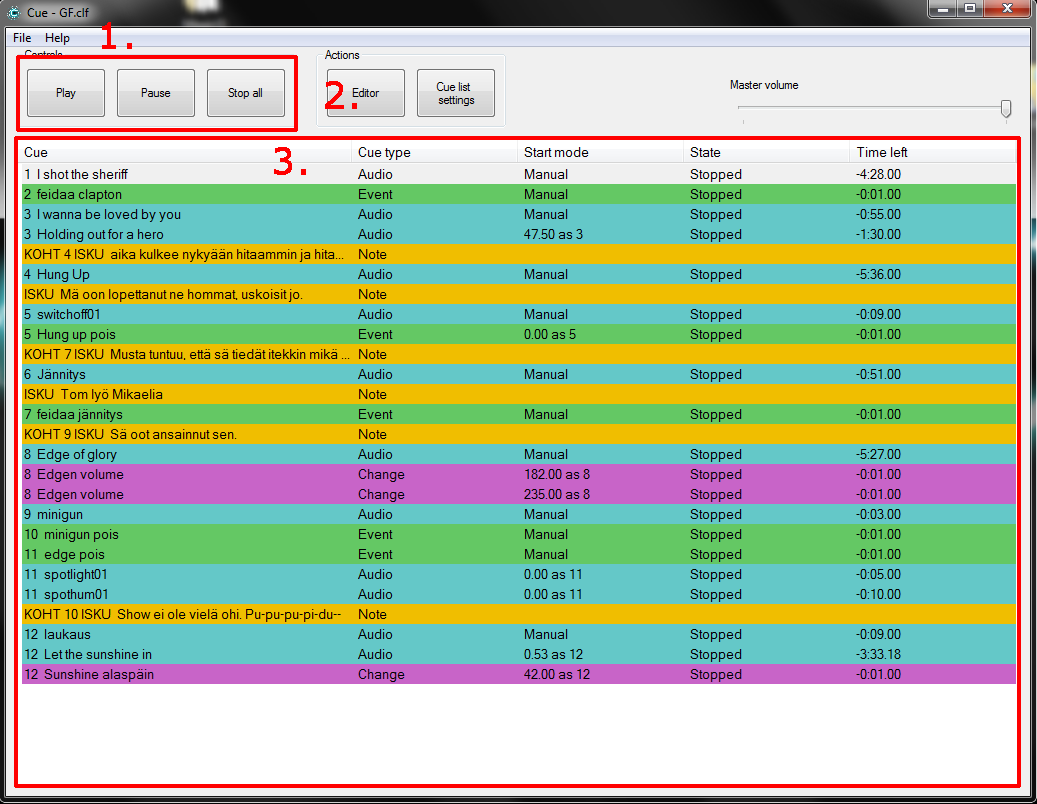 Cue - GF.clf
File Help
1.
Controls
Actions
Play Pause Stop all
2.
Editor
Cue list
settings
Master volume
3.
Cue Cue type Start mode State Time left
1 I shot the sheriff Audio Manual Stopped -4:28.00
2 feidaa clapton Event Manual Stopped -0:01.00
3 I wanna be loved by you Audio Manual Stopped -0:55.00
3 Holding out for a hero Audio 47.50 as 3 Stopped -1:30.00
KOHT 4 ISKU aika kulkee nykyään hitaammin ja hita... Note
4 Hung Up Audio Manual Stopped -5:36.00
ISKU Mä oon lopettanut ne hommat, uskoisit jo. Note
5 switchoff01 Audio Manual Stopped -0:09.00
5 Hung up pois Event 0.00 as 5 Stopped -0:01.00
KOHT 7 ISKU Musta tuntuu, että sä tiedät itekkin mikä ... Note
6 Jännitys Audio Manual Stopped -0:51.00
ISKU Tom lyö Mikaelia Note
7 feidaa jännitys Event Manual Stopped -0:01.00
KOHT 9 ISKU Sä oot ansainnut sen. Note
8 Edge of glory Audio Manual Stopped -5:27.00
8 Edgen volume Change 182.00 as 8 Stopped -0:01.00
8 Edgen volume Change 235.00 as 8 Stopped -0:01.00
9 minigun Audio Manual Stopped -0:03.00
10 minigun pois Event Manual Stopped -0:01.00
11 edge pois Event Manual Stopped -0:01.00
11 spotlight01 Audio 0.00 as 11 Stopped -0:05.00
11 spothum01 Audio 0.00 as 11 Stopped -0:10.00
KOHT 10 ISKU Show ei ole vielä ohi. Pu-pu-pu-pi-du-- Note
12 laukaus Audio Manual Stopped -0:09.00
12 Let the sunshine in Audio 0.53 as 12 Stopped -3:33.18
12 Sunshine alaspäin Change 42.00 as 12 Stopped -0:01.00